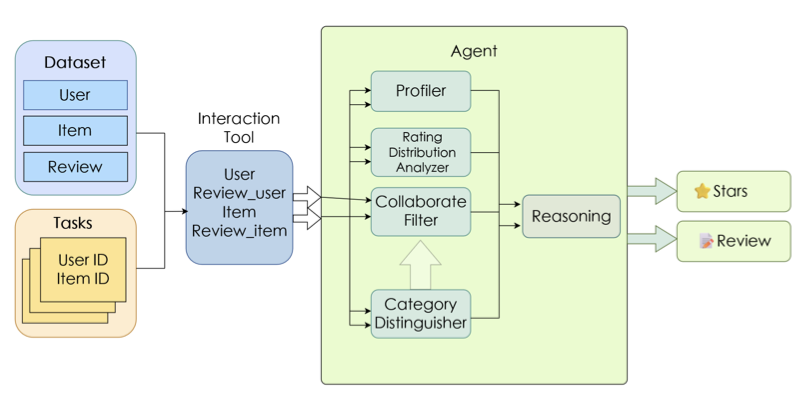 Dataset
User
Item
Review
Tasks
User ID
Item ID
Interaction
Tool
User
Review_user
Item
Review_item
Agent
Profiler
Rating
Distribution
Analyzer
Collaborate
Filter
Category
Distinguisher
Reasoning
Stars
Review